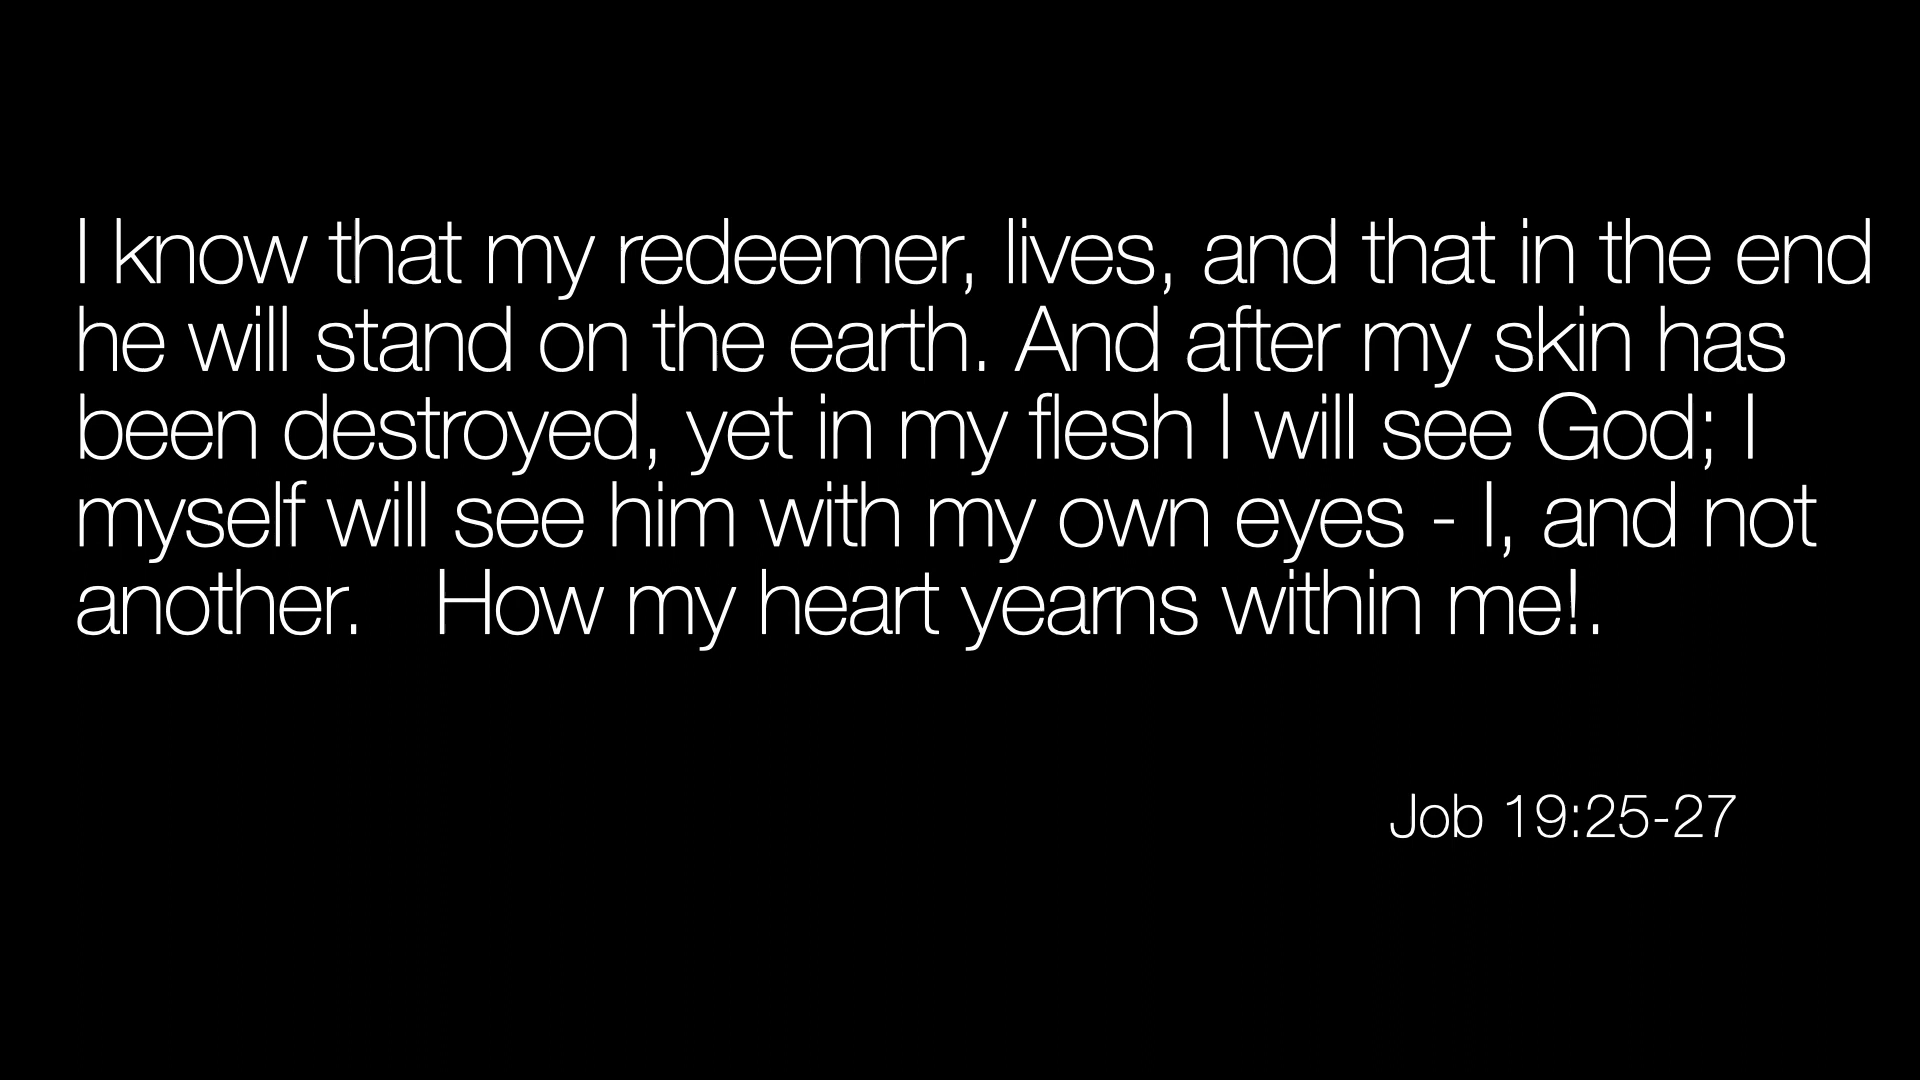 I know that my redeemer, lives, and that in the end
he will stand on the earth. And after my skin has
been destroyed, yet in my flesh I will see God; I
myself will see him with my own eyes - I, and not
another.   How my heart yearns within me!.
Job 19:25-27